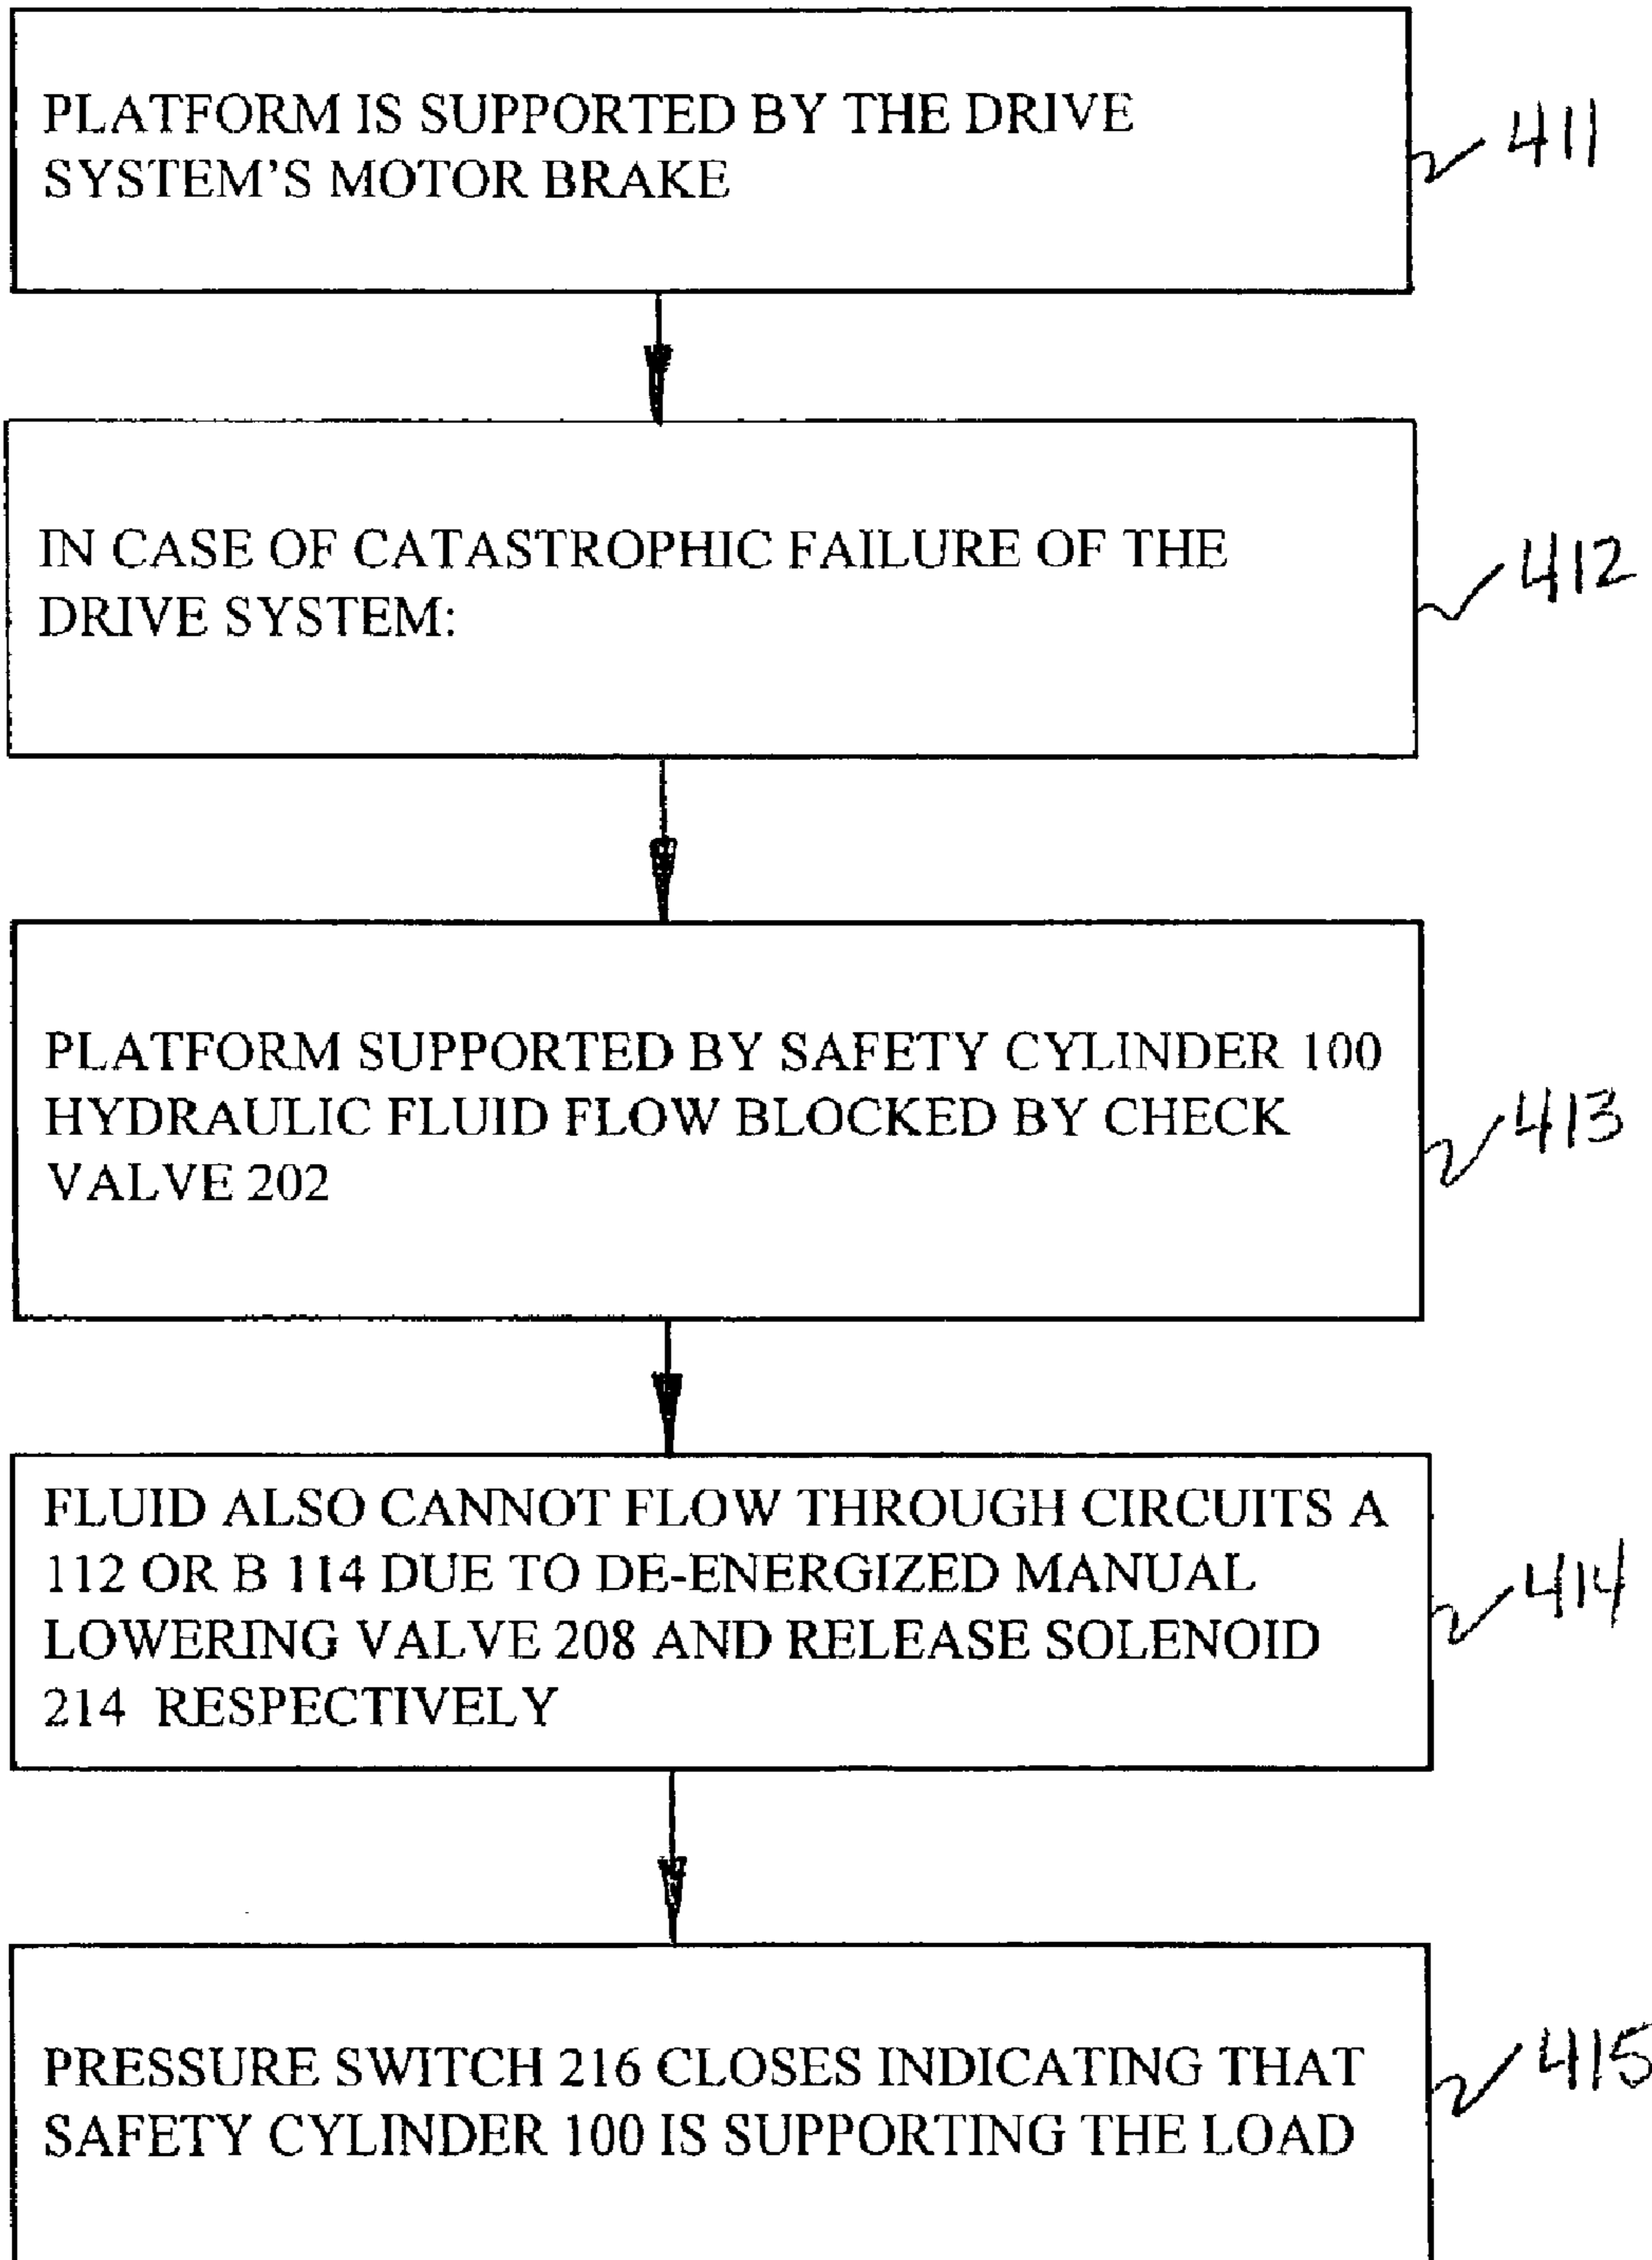 PLATFORM IS SUPPORTED BY THE DRIVE
SYSTEM'S MOTOR BRAKE
411
IN CASE OF CATASTROPHIC FAILURE OF THE
DRIVE SYSTEM:
412
PLATFORM SUPPORTED BY SAFETY CYLINDER 100
HYDRAULIC FLUID FLOW BLOCKED BY CHECK
VALVE 202
413
FLUID ALSO CANNOT FLOW THROUGH CIRCUITS A
112 OR B 114 DUE TO DE-ENERGIZED MANUAL
LOWERING VALVE 208 AND RELEASE SOLENOID
214 RESPECTIVELY
414
PRESSURE SWITCH 216 CLOSES INDICATING THAT
SAFETY CYLINDER 100 IS SUPPORTING THE LOAD
415